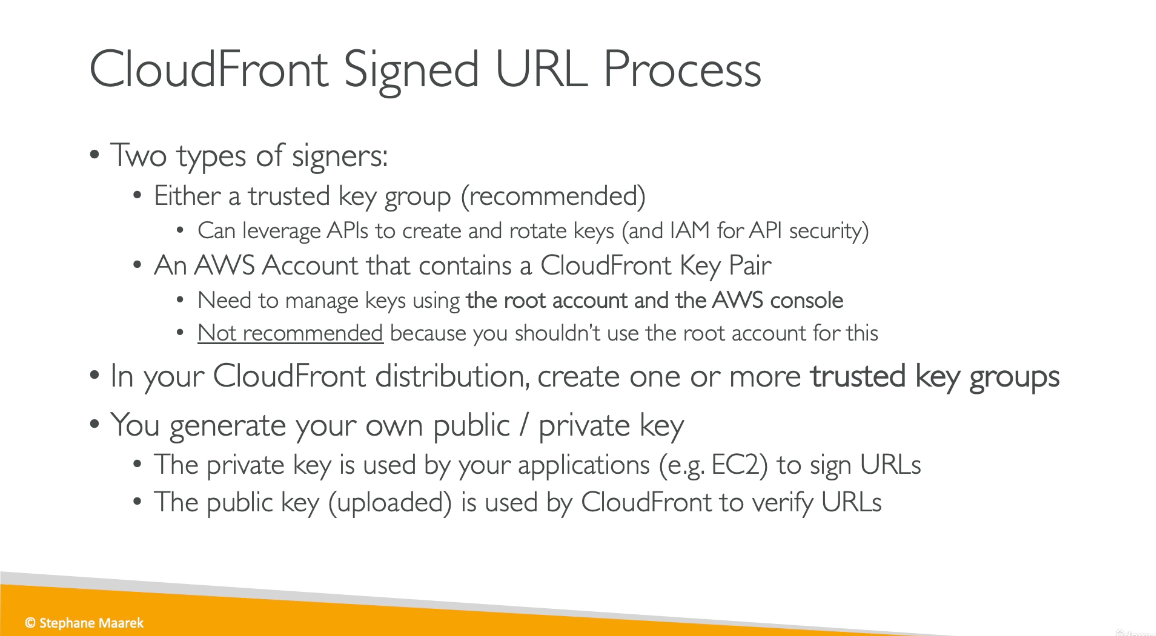 CloudFront Signed URL Process
• Two types of signers:
• Either a trusted key group (recommended)
• Can leverage APIs to create and rotate keys (and IAM for API security)
• An AWS Account that contains a CloudFront Key Pair
• Need to manage keys using the root account and the AWS console
• Not recommended because you shouldn't use the root account for this
• In your CloudFront distribution, create one or more trusted key groups
• You generate your own public / private key
• The private key is used by your applications (e.g. EC2) to sign URLs
• The public key (uploaded) is used by CloudFront to verify URLs
© Stephane Maarek